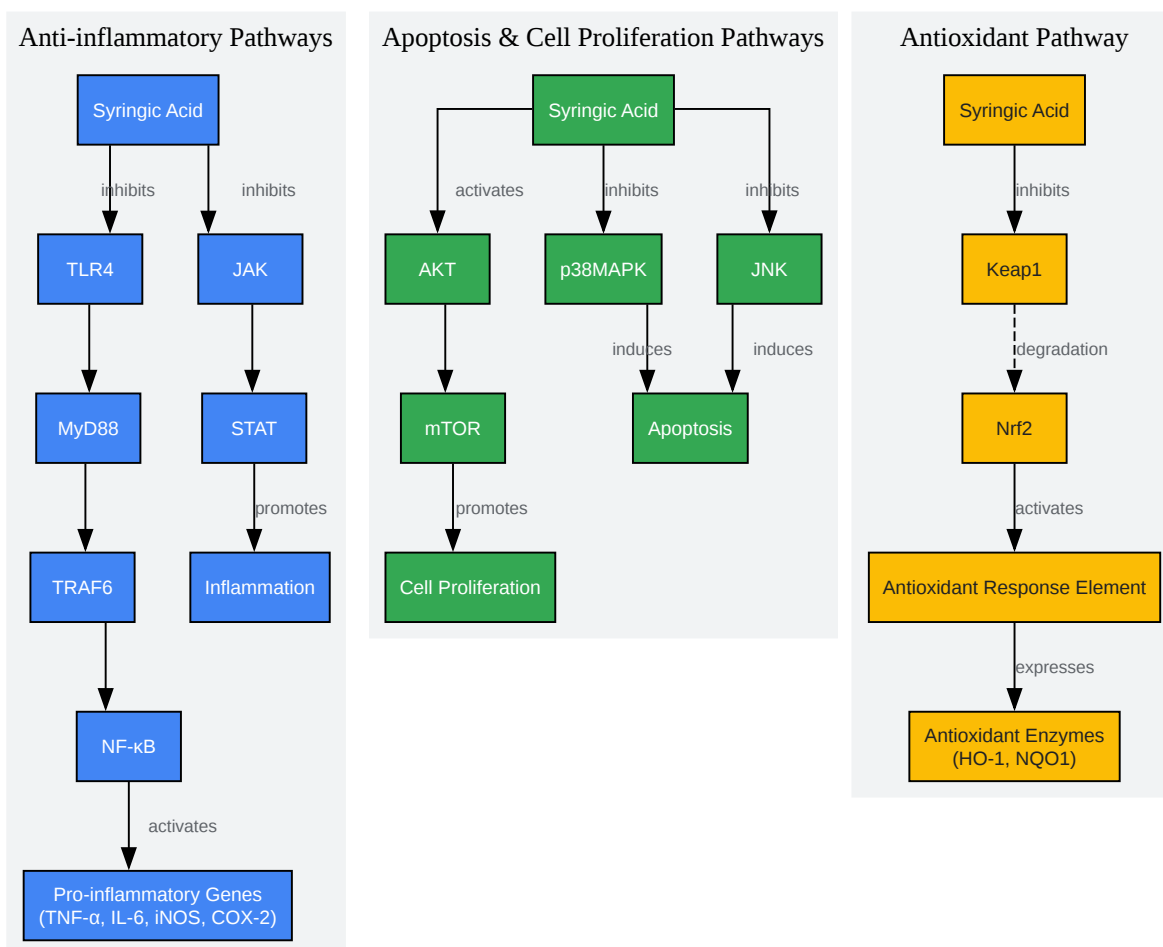 Anti-inflammatory Pathways
Syringic Acid
inhibits
inhibits
TLR4
JAK
MyD88
STAT
promotes
TRAF6
Inflammation
NF-κB
activates
Pro-inflammatory Genes
(TNF-α, IL-6, iNOS, COX-2)
Apoptosis & Cell Proliferation Pathways
Syringic Acid
activates
inhibits
inhibits
AKT
p38MAPK
JNK
induces
induces
mTOR
Apoptosis
promotes
Cell Proliferation
Antioxidant Pathway
Syringic Acid
inhibits
Keap1
degradation
Nrf2
activates
Antioxidant Response Element
expresses
Antioxidant Enzymes
(HO-1, NQO1)